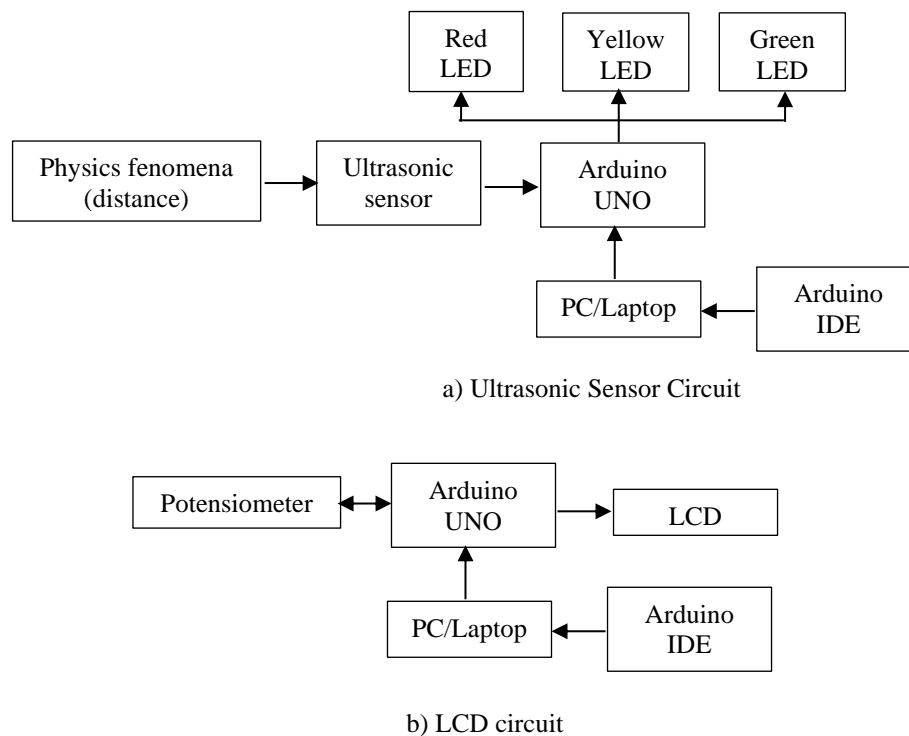 Red
LED
Yellow
LED
Green
LED
Physics fenomena
(distance)
Ultrasonic
sensor
Arduino
UNO
PC/Laptop
Arduino
IDE
a) Ultrasonic Sensor Circuit
Potensiometer
Arduino
UNO
LCD
PC/Laptop
Arduino
IDE
b) LCD circuit